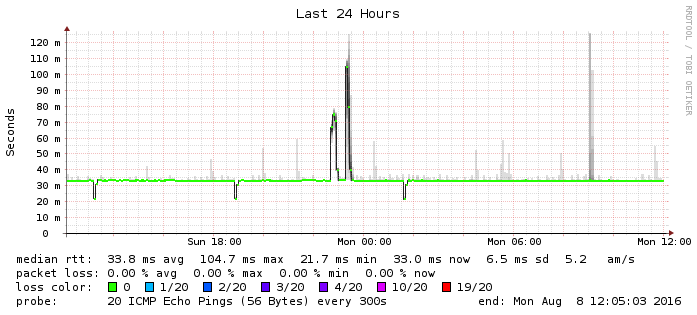 Last 24 Hours
RRDTOOL / TOBI OETIKER
Seconds
120 m
110 m
100 m
90 m
80 m
70 m
60 m
50 m
40 m
30 m
20 m
10 m
0
Sun 18:00 Mon 00:00 Mon 06:00 Mon 12:00
median rtt: 33.8 ms avg 104.7 ms max 21.7 ms min 33.0 ms now 6.5 ms sd 5.2 am/s
packet loss: 0.00 % avg 0.00 % max 0.00 % min 0.00 % now
loss color: 0 1/20 2/20 3/20 4/20 10/20 19/20
probe: 20 ICMP Echo Pings (56 Bytes) every 300s end: Mon Aug 8 12:05:03 2016